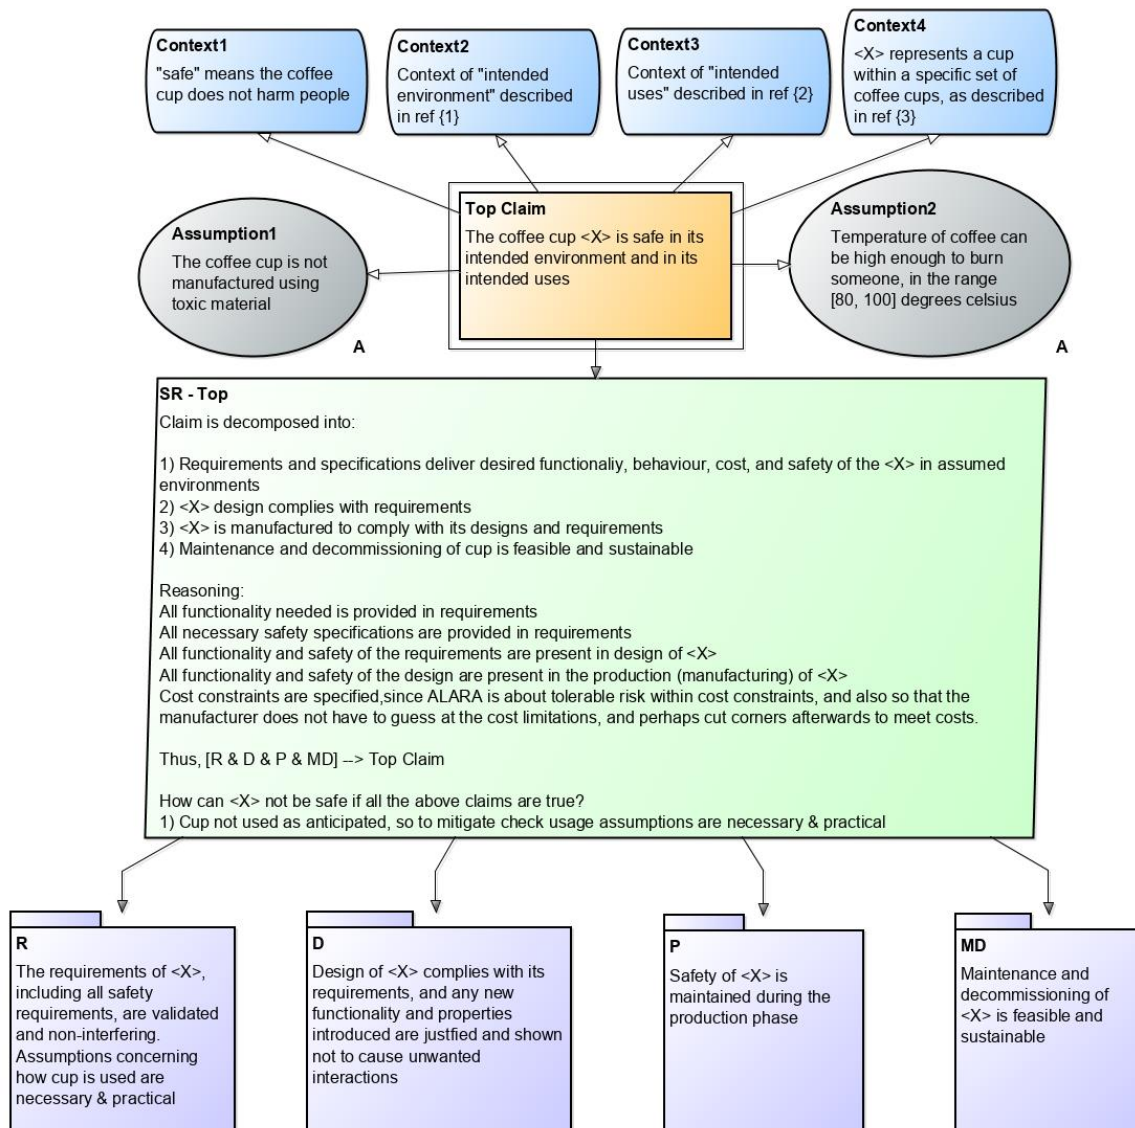 Context1
"safe" means the coffee
cup does not harm people
Context2
Context of "intended
environment" described
in ref {1}
Context3
Context of "intended
uses" described in ref {2}
Context4
<X> represents a cup
within a specific set of
coffee cups, as described
in ref {3}
Assumption1
The coffee cup is not
manufactured using
toxic material
A
Top Claim
The coffee cup <X> is safe in its
intended environment and in its
intended uses
Assumption2
Temperature of coffee can
be high enough to burn
someone, in the range
[80, 100] degrees celsius
A
SR - Top
Claim is decomposed into:
1) Requirements and specifications deliver desired functionaliy, behaviour, cost, and safety of the <X> in assumed
environments
2) <X> design complies with requirements
3) <X> is manufactured to comply with its designs and requirements
4) Maintenance and decommissioning of cup is feasible and sustainable
Reasoning:
All functionality needed is provided in requirements
All necessary safety specifications are provided in requirements
All functionality and safety of the requirements are present in design of <X>
All functionality and safety of the design are present in the production (manufacturing) of <X>
Cost constraints are specified,since ALARA is about tolerable risk within cost constraints, and also so that the
manufacturer does not have to guess at the cost limitations, and perhaps cut corners afterwards to meet costs.
Thus, [R & D & P & MD] --> Top Claim
How can <X> not be safe if all the above claims are true?
1) Cup not used as anticipated, so to mitigate check usage assumptions are necessary & practical
R
The requirements of <X>,
including all safety
requirements, are validated
and non-interfering.
Assumptions concerning
how cup is used are
necessary & practical
D
Design of <X> complies with its
requirements, and any new
functionality and properties
introduced are justfied and shown
not to cause unwanted
interactions
P
Safety of <X> is
maintained during the
production phase
MD
Maintenance and
decommissioning of
<X> is feasible and
sustainable